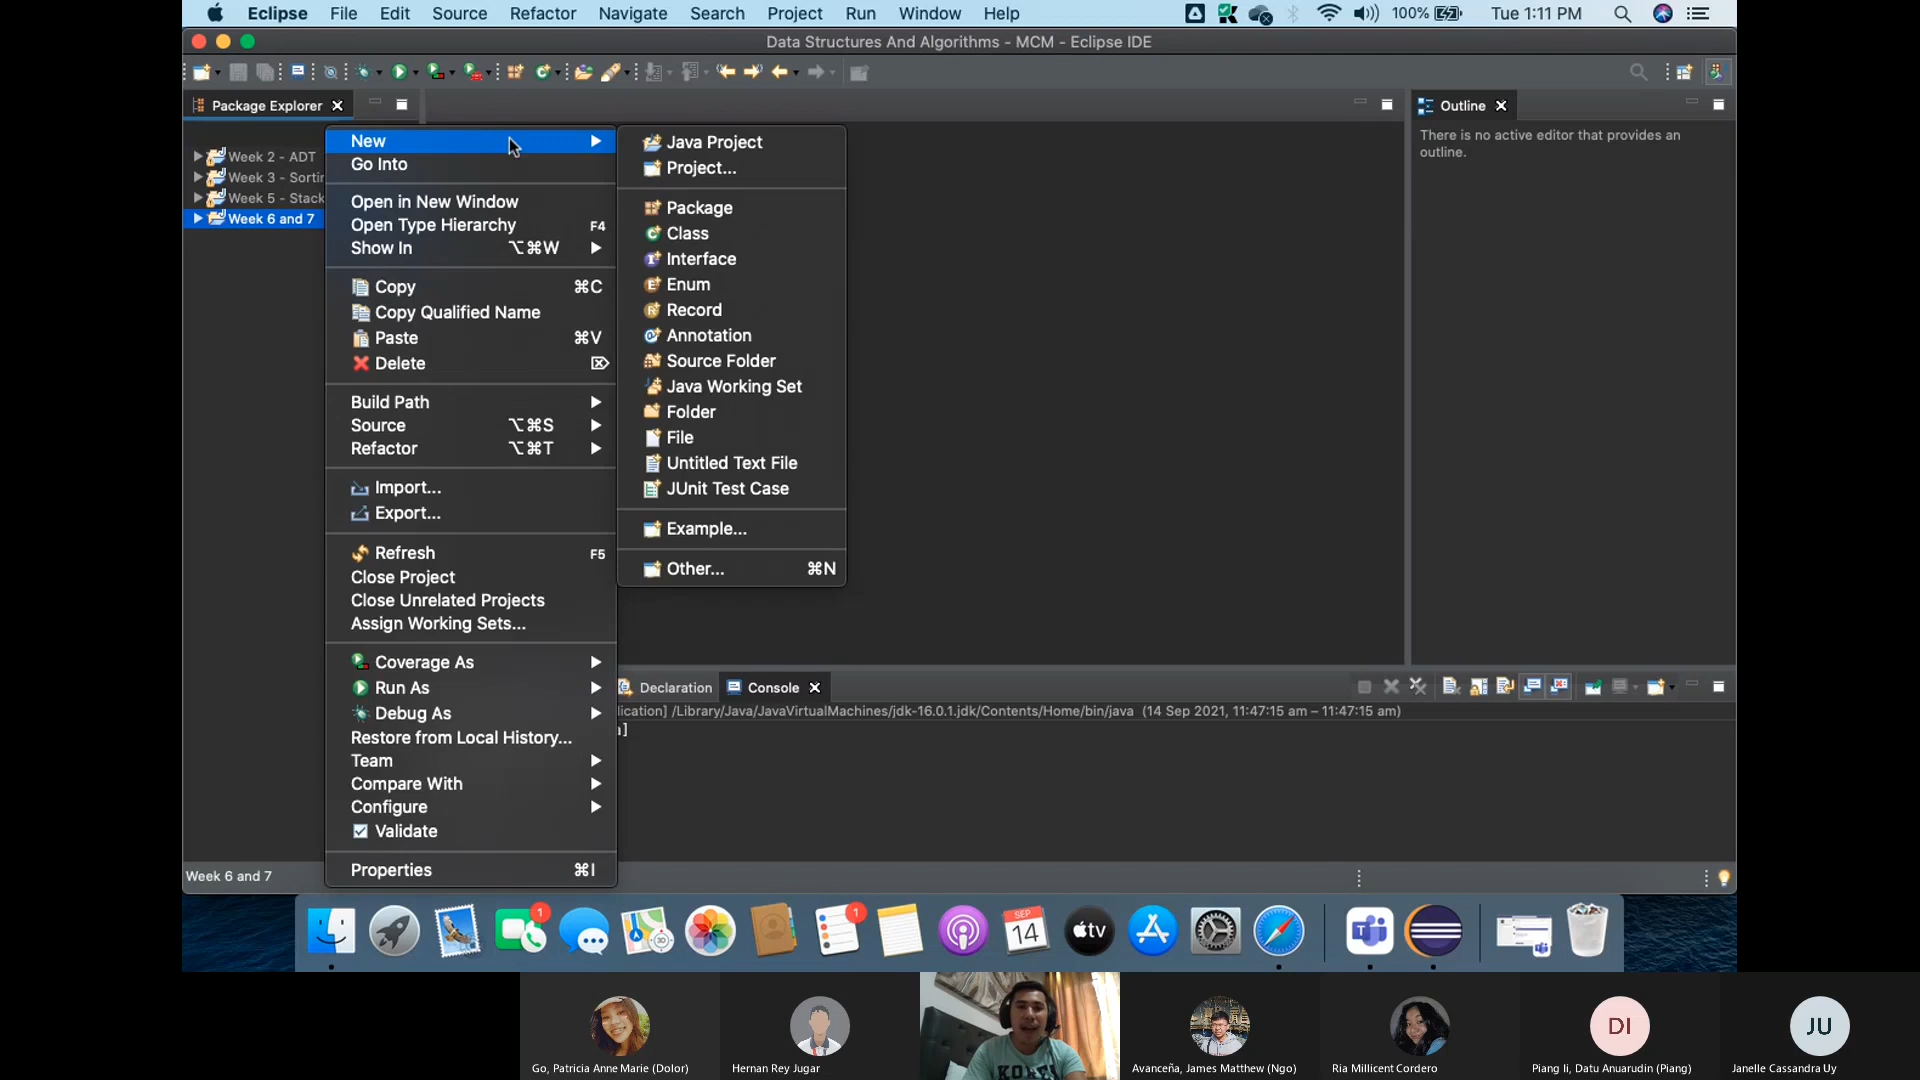 Eclipse File Edit Source Refactor Navigate Search Project Run Window Help 100% Tue 1:11 PM
Data Structures And Algorithms - MCM - Eclipse IDE
Package Explorer
Outline
There is no active editor that provides an
outline.
Week 2 - ADT
Week 3 - Sortin
Week 5 - Stack
Week 6 and 7
New
Go Into
Open in New Window
Open Type Hierarchy F4
Show In ⌥⌘W
Copy ⌘C
Copy Qualified Name
Paste ⌘V
Delete ⌦
Build Path
Source ⌥⌘S
Refactor ⌥⌘T
Import...
Export...
Refresh F5
Close Project
Close Unrelated Projects
Assign Working Sets...
Coverage As
Run As
Debug As
Restore from Local History...
Team
Compare With
Configure
Validate
Properties ⌘I
Java Project
Project...
Package
Class
Interface
Enum
Record
Annotation
Source Folder
Java Working Set
Folder
File
Untitled Text File
JUnit Test Case
Example...
Other... ⌘N
Declaration Console
lication] /Library/Java/JavaVirtualMachines/jdk-16.0.1.jdk/Contents/Home/bin/java (14 Sep 2021, 11:47:15 am – 11:47:15 am)
]
Week 6 and 7
1
1
SEP
14
tv
KOREA
DI
JU
Go, Patricia Anne Marie (Dolor)
Hernan Rey Jugar
Avanceña, James Matthew (Ngo)
Ria Millicent Cordero
Piang Ii, Datu Anuarudin (Piang)
Janelle Cassandra Uy